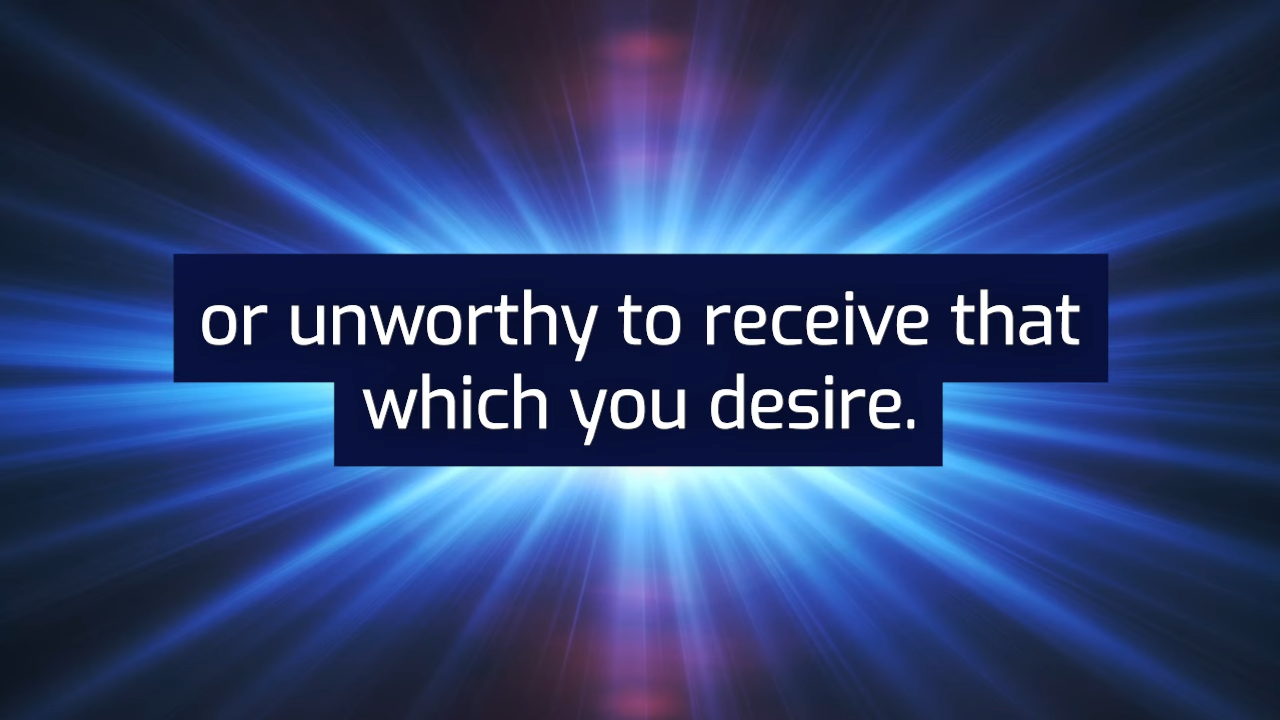 or unworthy to receive that
which you desire.